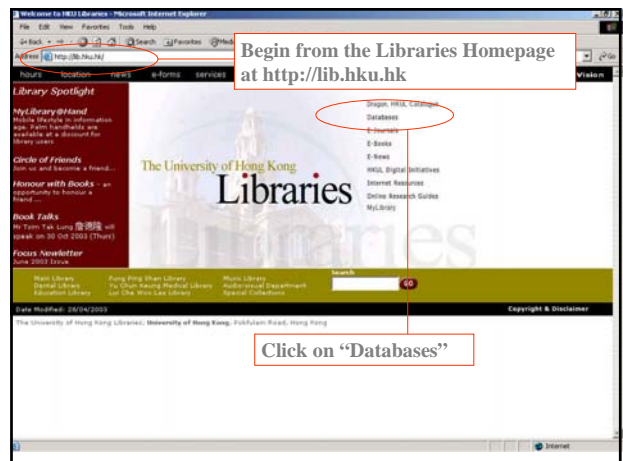 Welcome to HKU Libraries - Microsoft Internet Explorer
File Edit View Favorites Tools Help
Back Search Favorites
Begin from the Libraries Homepage
at http://lib.hku.hk
Address http://lib.hku.hk/ Go
hours location news e-forms services Vision
Library Spotlight
MyLibrary@Hand
Mobile lifestyle in information
age. Palm handhelds are
available at a discount for
library users
Circle of Friends
Join us and become a friend...
Honour with Books - an
opportunity to honour a
friend ...
Book Talks
Mr Tsim Tak Lung 詹德隆 will
speak on 30 Oct 2003 (Thurs)
Focus Newletter
June 2003 Issue
Dragon, HKUL Catalogue
Databases
E-Journals
E-Books
E-News
HKUL Digital Initiatives
Internet Resources
Online Research Guides
MyLibrary
The University of Hong Kong
Libraries
Main Library Fung Ping Shan Library Music Library
Dental Library Yu Chun Keung Medical Library Audiovisual Department
Education Library Lui Che Woo Law Library Special Collections
Search
GO
Date Modified: 28/04/2003 Copyright & Disclaimer
The University of Hong Kong Libraries, University of Hong Kong, Pokfulam Road, Hong Kong
Click on “Databases”
Internet